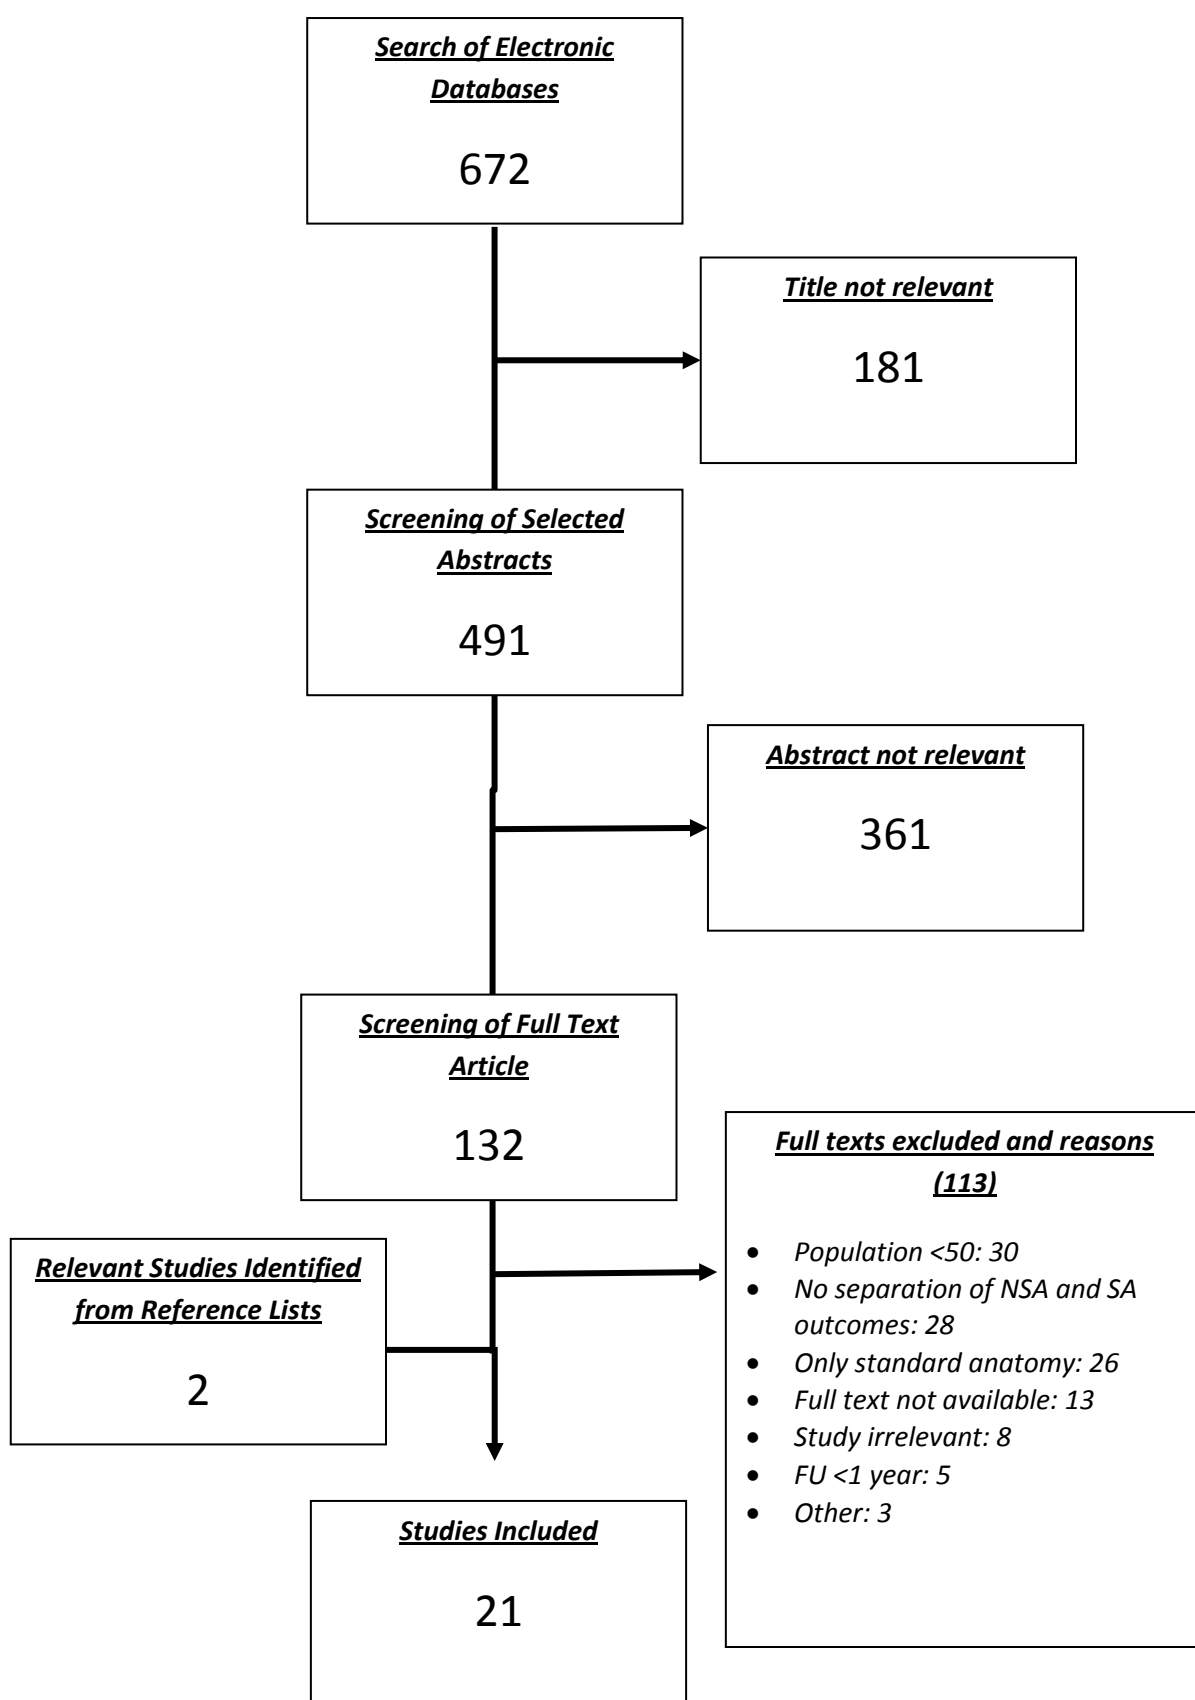 Search of Electronic
Databases
672
Title not relevant
181
Screening of Selected
Abstracts
491
Abstract not relevant
361
Screening of Full Text
Article
132
Full texts excluded and reasons
(113)
• Population <50: 30
• No separation of NSA and SA
outcomes: 28
• Only standard anatomy: 26
• Full text not available: 13
• Study irrelevant: 8
• FU <1 year: 5
• Other: 3
Relevant Studies Identified
from Reference Lists
2
Studies Included
21